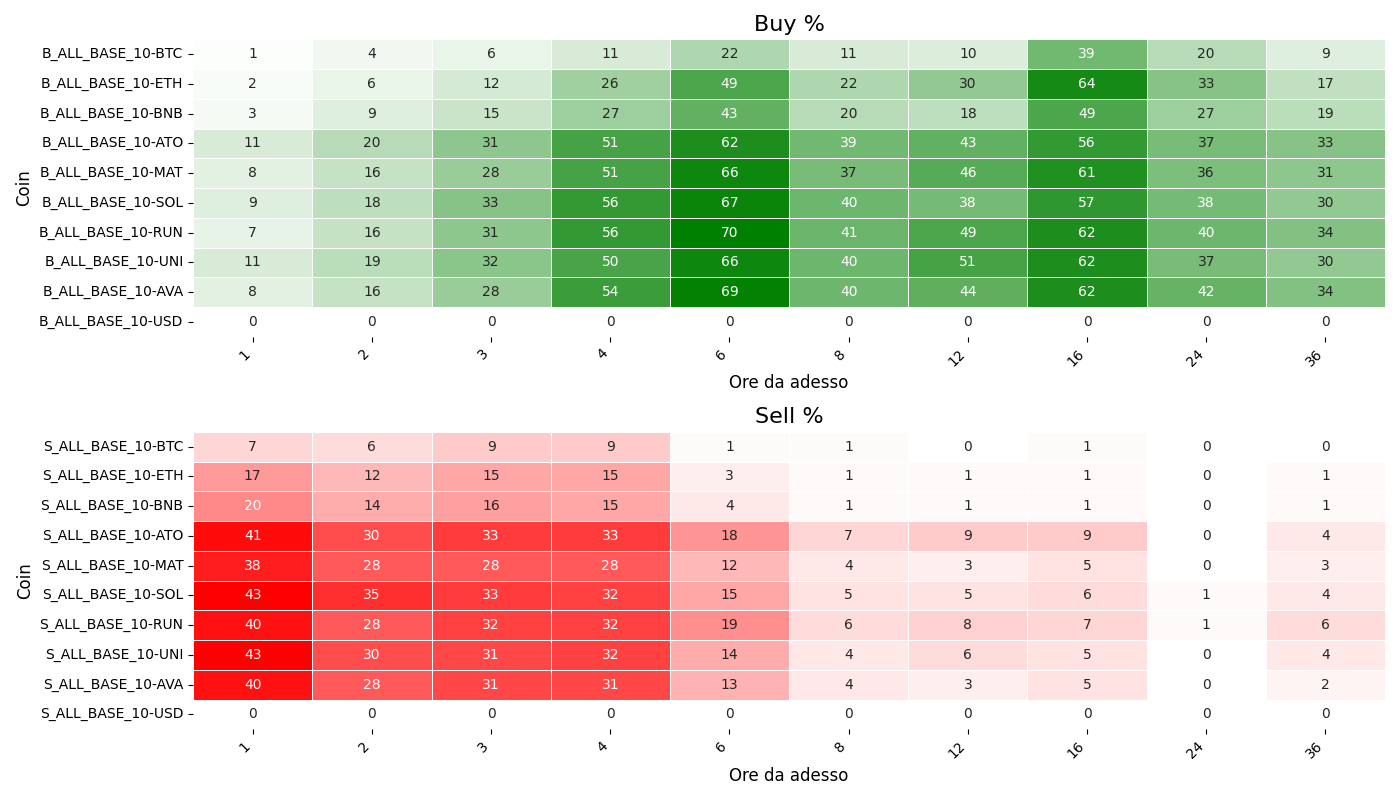 Buy %
Coin
B_ALL_BASE_10-BTC 1 4 6 11 22 11 10 39 20 9
B_ALL_BASE_10-ETH 2 6 12 26 49 22 30 64 33 17
B_ALL_BASE_10-BNB 3 9 15 27 43 20 18 49 27 19
B_ALL_BASE_10-ATO 11 20 31 51 62 39 43 56 37 33
B_ALL_BASE_10-MAT 8 16 28 51 66 37 46 61 36 31
B_ALL_BASE_10-SOL 9 18 33 56 67 40 38 57 38 30
B_ALL_BASE_10-RUN 7 16 31 56 70 41 49 62 40 34
B_ALL_BASE_10-UNI 11 19 32 50 66 40 51 62 37 30
B_ALL_BASE_10-AVA 8 16 28 54 69 40 44 62 42 34
B_ALL_BASE_10-USD 0 0 0 0 0 0 0 0 0 0
1 2 3 4 6 8 12 16 24 36
Ore da adesso
Sell %
Coin
S_ALL_BASE_10-BTC 7 6 9 9 1 1 0 1 0 0
S_ALL_BASE_10-ETH 17 12 15 15 3 1 1 1 0 1
S_ALL_BASE_10-BNB 20 14 16 15 4 1 1 1 0 1
S_ALL_BASE_10-ATO 41 30 33 33 18 7 9 9 0 4
S_ALL_BASE_10-MAT 38 28 28 28 12 4 3 5 0 3
S_ALL_BASE_10-SOL 43 35 33 32 15 5 5 6 1 4
S_ALL_BASE_10-RUN 40 28 32 32 19 6 8 7 1 6
S_ALL_BASE_10-UNI 43 30 31 32 14 4 6 5 0 4
S_ALL_BASE_10-AVA 40 28 31 31 13 4 3 5 0 2
S_ALL_BASE_10-USD 0 0 0 0 0 0 0 0 0 0
1 2 3 4 6 8 12 16 24 36
Ore da adesso